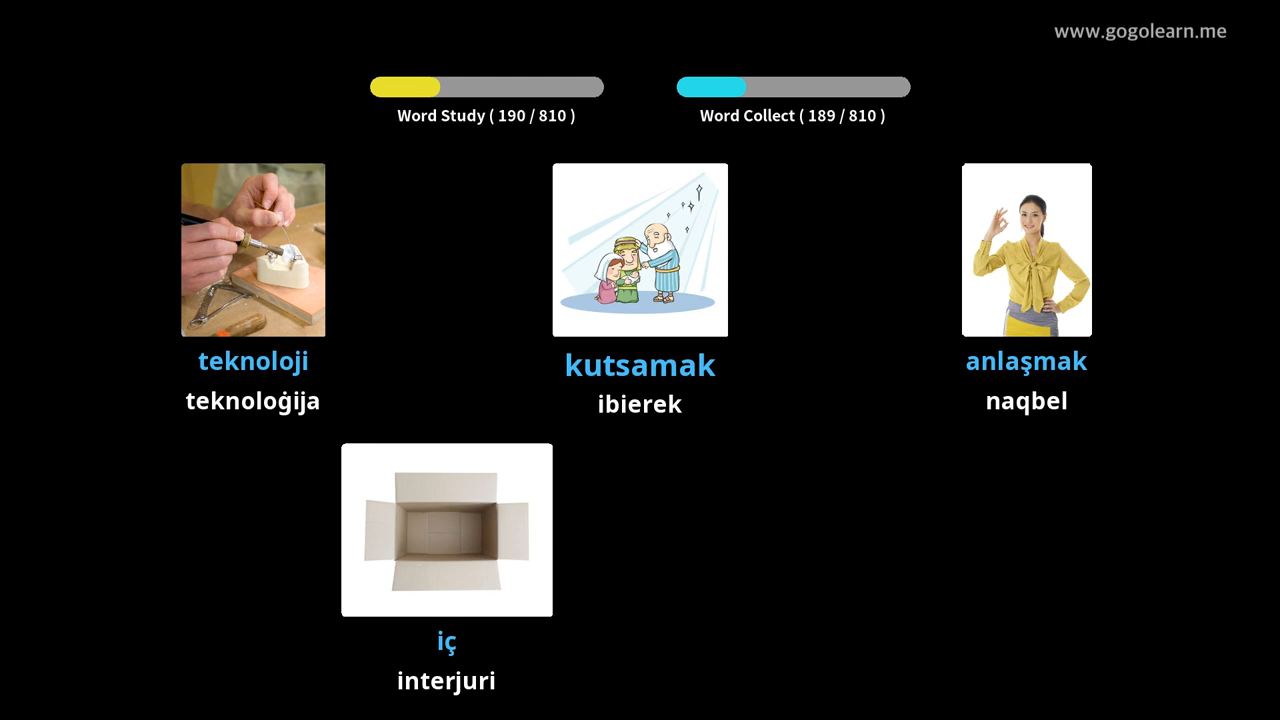 www.gogolearn.me
Word Study ( 190 / 810 )
Word Collect ( 189 / 810 )
teknoloji
teknoloġija
kutsamak
ibierek
anlaşmak
naqbel
iç
interjuri